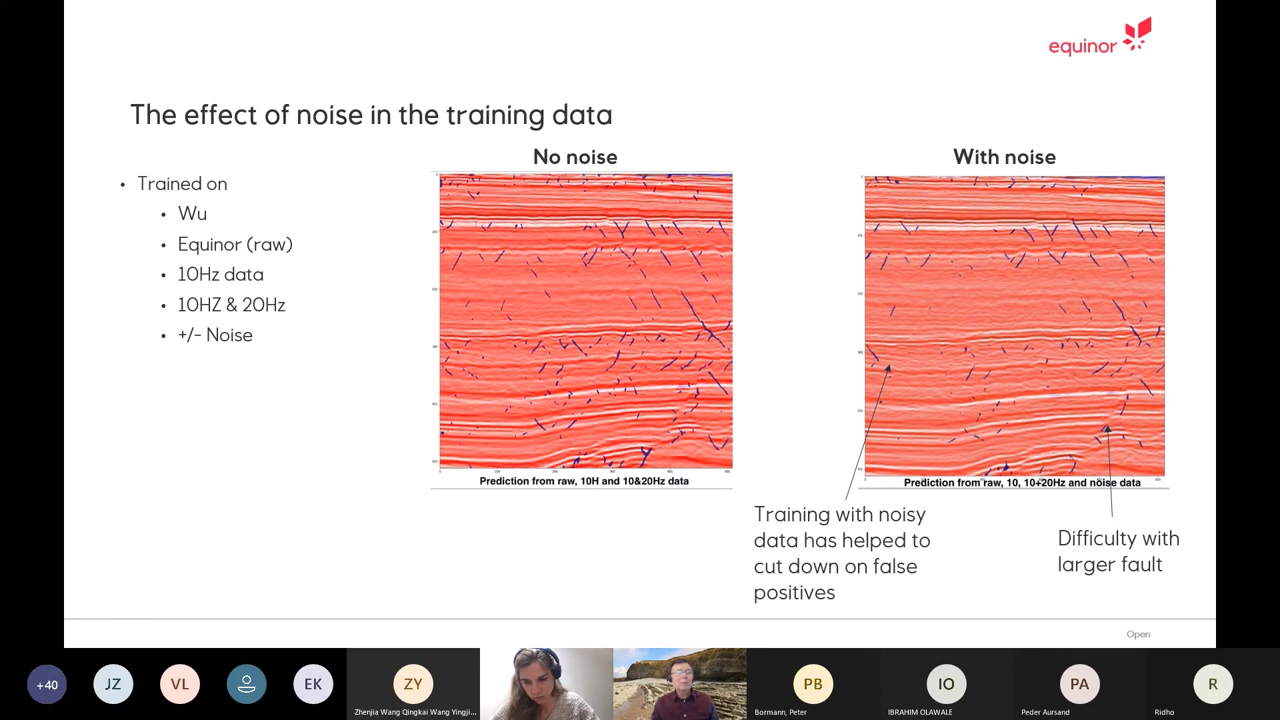 equinor
The effect of noise in the training data
No noise
With noise
• Trained on
• Wu
• Equinor (raw)
• 10Hz data
• 10HZ & 20Hz
• +/- Noise
Prediction from raw, 10H and 10&20Hz data
Prediction from raw, 10, 10+20Hz and noise data
Training with noisy
data has helped to
cut down on false
positives
Difficulty with
larger fault
Open
+40
JZ
VL
EK
ZY
PB
IO
PA
R
Zhenjia Wang Qingkai Wang Yingji...
Bormann, Peter
IBRAHIM OLAWALE
Peder Aursand
Ridho